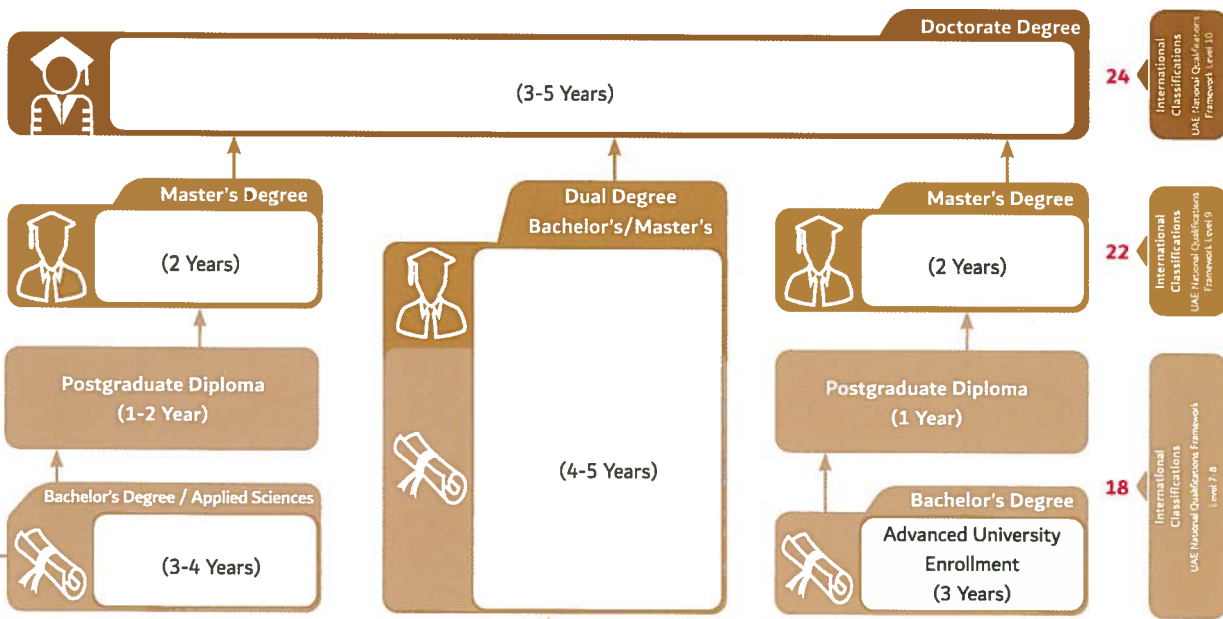 Doctorate Degree
(3-5 Years)
24
International
Classifications
UAE National Qualifications
Framework Level 10
Master's Degree
(2 Years)
Dual Degree
Bachelor's/Master's
(4-5 Years)
Master's Degree
(2 Years)
22
International
Classifications
UAE National Qualifications
Framework Level 9
Postgraduate Diploma
(1-2 Year)
Postgraduate Diploma
(1 Year)
18
International
Classifications
UAE National Qualifications Framework
Level 7-8
Bachelor's Degree / Applied Sciences
(3-4 Years)
Bachelor's Degree
Advanced University
Enrollment
(3 Years)